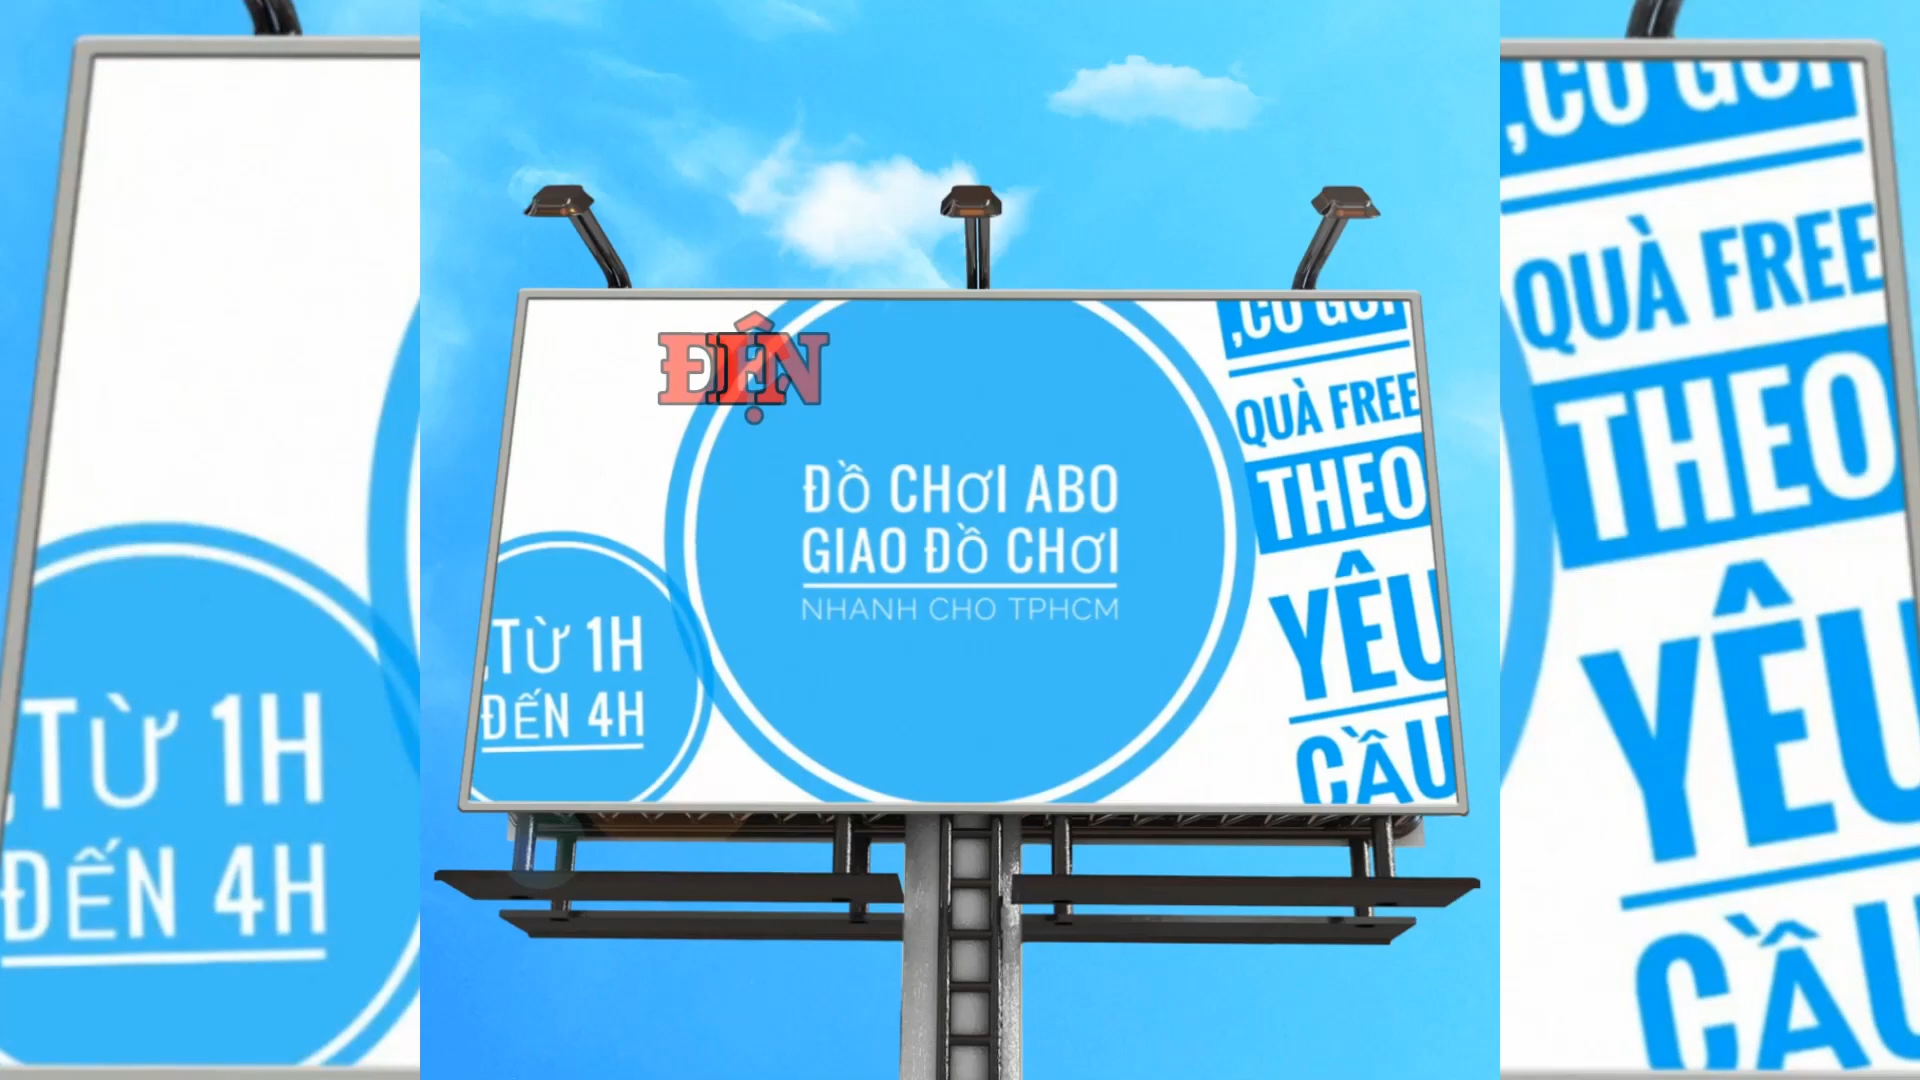 ĐIỆN
ĐỒ CHƠI ABO
GIAO ĐỒ CHƠI
NHANH CHO TPHCM
,TỪ 1H
ĐẾN 4H
QUÀ FREE
THEO
YÊU
CẦU
,TỪ 1H
ĐẾN 4H
QUÀ FREE
THEO
YÊU
CẦU